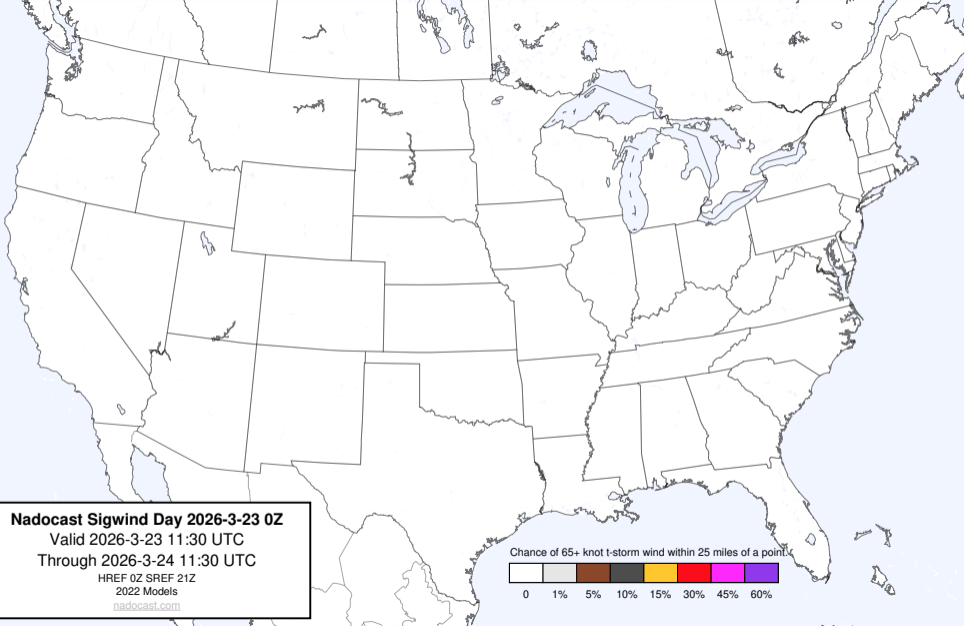 Nadocast Sigwind Day 2026-3-23 0Z
Valid 2026-3-23 11:30 UTC
Through 2026-3-24 11:30 UTC
HREF 0Z SREF 21Z
2022 Models
nadocast.com
Chance of 65+ knot t-storm wind within 25 miles of a point.
0 1% 5% 10% 15% 30% 45% 60%